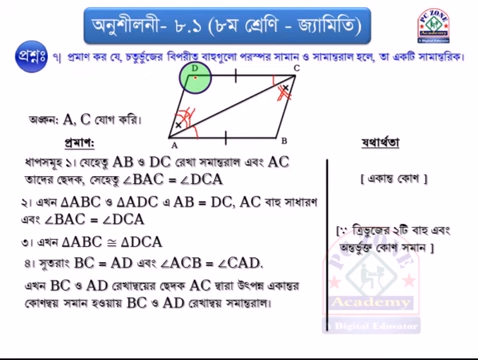 অনুশীলনী- ৮.১ (৮ম শ্রেণি - জ্যামিতি)
PC ZONE
Academy
A Digital Educator
প্রশ্নঃ ৭| প্রমাণ কর যে, চতুর্ভুজের বিপরীত বাহুগুলো পরস্পর সামান ও সামান্তরাল হলে, তা একটি সামান্তরিক।
D
C
A
B
অঙ্কন: A, C যোগ করি।
প্রমাণ:
যথার্থতা
ধাপসমূহ ১। যেহেতু AB ও DC রেখা সমান্তরাল এবং AC
তাদের ছেদক, সেহেতু ∠BAC = ∠DCA
[ একান্ত কোণ ]
২। এখন ΔABC ও ΔADC এ AB = DC, AC বাহু সাধারণ
এবং ∠BAC = ∠DCA
[∵ ত্রিভুজের ২টি বাহু এবং
অন্তর্ভুক্ত কোণ সমান ]
৩। এখন ΔABC ≅ ΔDCA
৪। সুতরাং BC = AD এবং ∠ACB = ∠CAD.
এখন BC ও AD রেখাদ্বয়ের ছেদক AC দ্বারা উৎপন্ন একান্তর
কোণদ্বয় সমান হওয়ায় BC ও AD রেখাদ্বয় সমান্তরাল।
PC ZONE
Academy
A Digital Educator